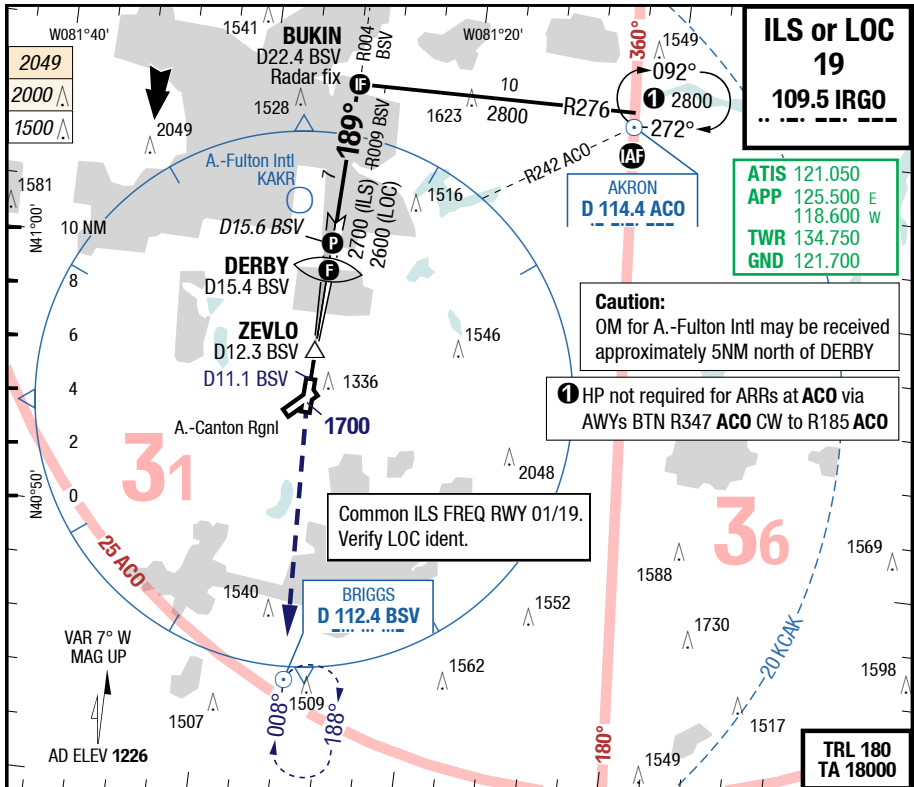 W081°40'
1541
BUKIN
D22.4 BSV
Radar fix
R004
BSV
W081°20'
360°
1549
ILS or LOC
19
109.5 IRGO
2049
2000
1500
2049
1528
IF
10
2800
1623
R276
092°
1 2800
272°
IAF
189°
R009 BSV
7
A.-Fulton Intl
KAKR
R242 ACO
AKRON
D 114.4 ACO
ATIS 121.050
APP 125.500 E
118.600 W
TWR 134.750
GND 121.700
1581
1516
N41°00'
10 NM
D15.6 BSV
P
2700 (ILS)
2600 (LOC)
DERBY
D15.4 BSV
F
8
Caution:
OM for A.-Fulton Intl may be received
approximately 5NM north of DERBY
6
ZEVLO
D12.3 BSV
1546
D11.1 BSV
1336
4
1 HP not required for ARRs at ACO via
AWYs BTN R347 ACO CW to R185 ACO
A.-Canton Rgnl
1700
2
31
2048
N40°50'
0
Common ILS FREQ RWY 01/19.
Verify LOC ident.
36
1569
1588
25 ACO
1540
BRIGGS
D 112.4 BSV
1552
1730
VAR 7° W
MAG UP
20 KCAK
1562
1598
1509
008°
188°
1507
1517
AD ELEV 1226
180°
1549
TRL 180
TA 18000